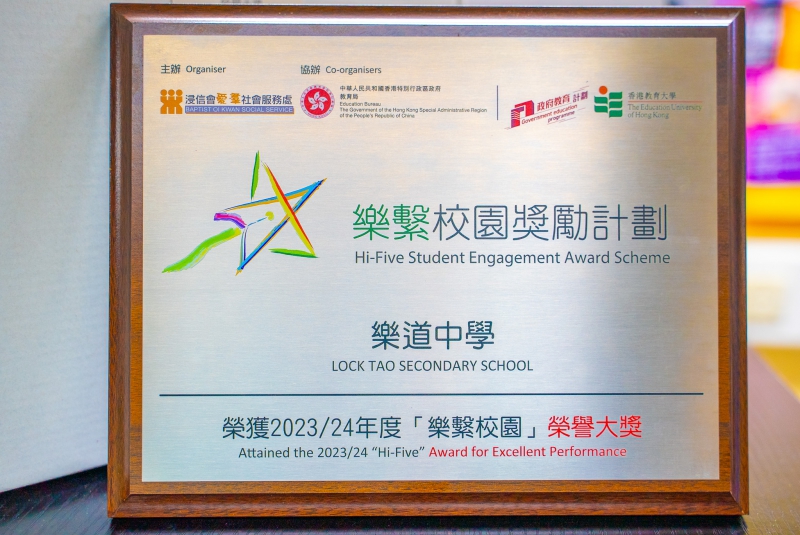 主辦 Organiser
協辦 Co-organisers
浸信會愛羣社會服務處
BAPTIST OI KWAN SOCIAL SERVICE
中華人民共和國香港特別行政區政府
教育局
Education Bureau
The Government of the Hong Kong Special Administrative Region
of the People's Republic of China
政府教育計劃
Government education
programme
香港教育大學
The Education University
of Hong Kong
樂繫校園獎勵計劃
Hi-Five Student Engagement Award Scheme
樂道中學
LOCK TAO SECONDARY SCHOOL
榮獲2023/24年度「樂繫校園」榮譽大獎
Attained the 2023/24 “Hi-Five” Award for Excellent Performance